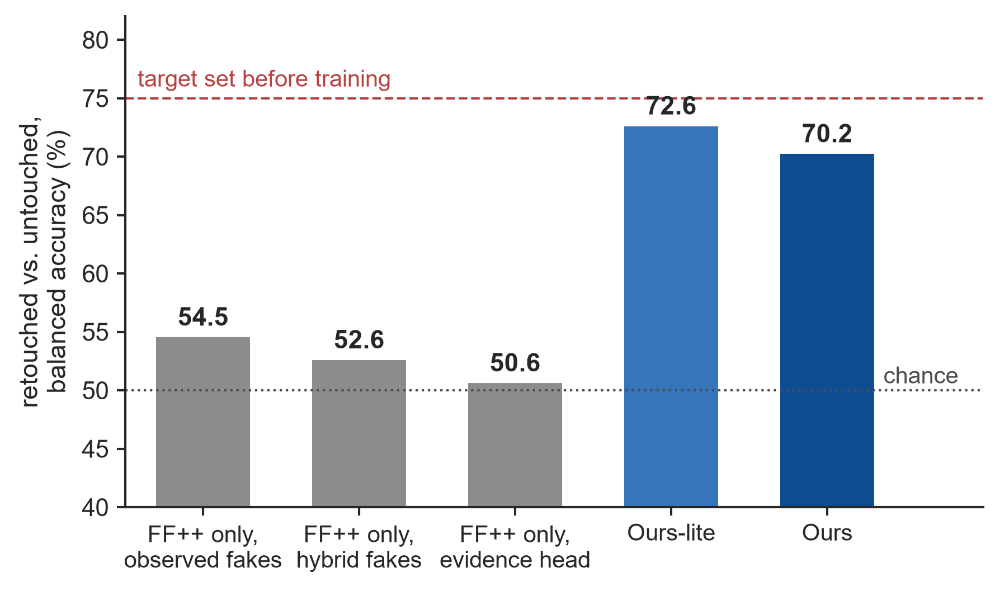 retouched vs. untouched,
balanced accuracy (%)
80
75
70
65
60
55
50
45
40
target set before training
chance
54.5
52.6
50.6
72.6
70.2
FF++ only,
observed fakes
FF++ only,
hybrid fakes
FF++ only,
evidence head
Ours-lite
Ours